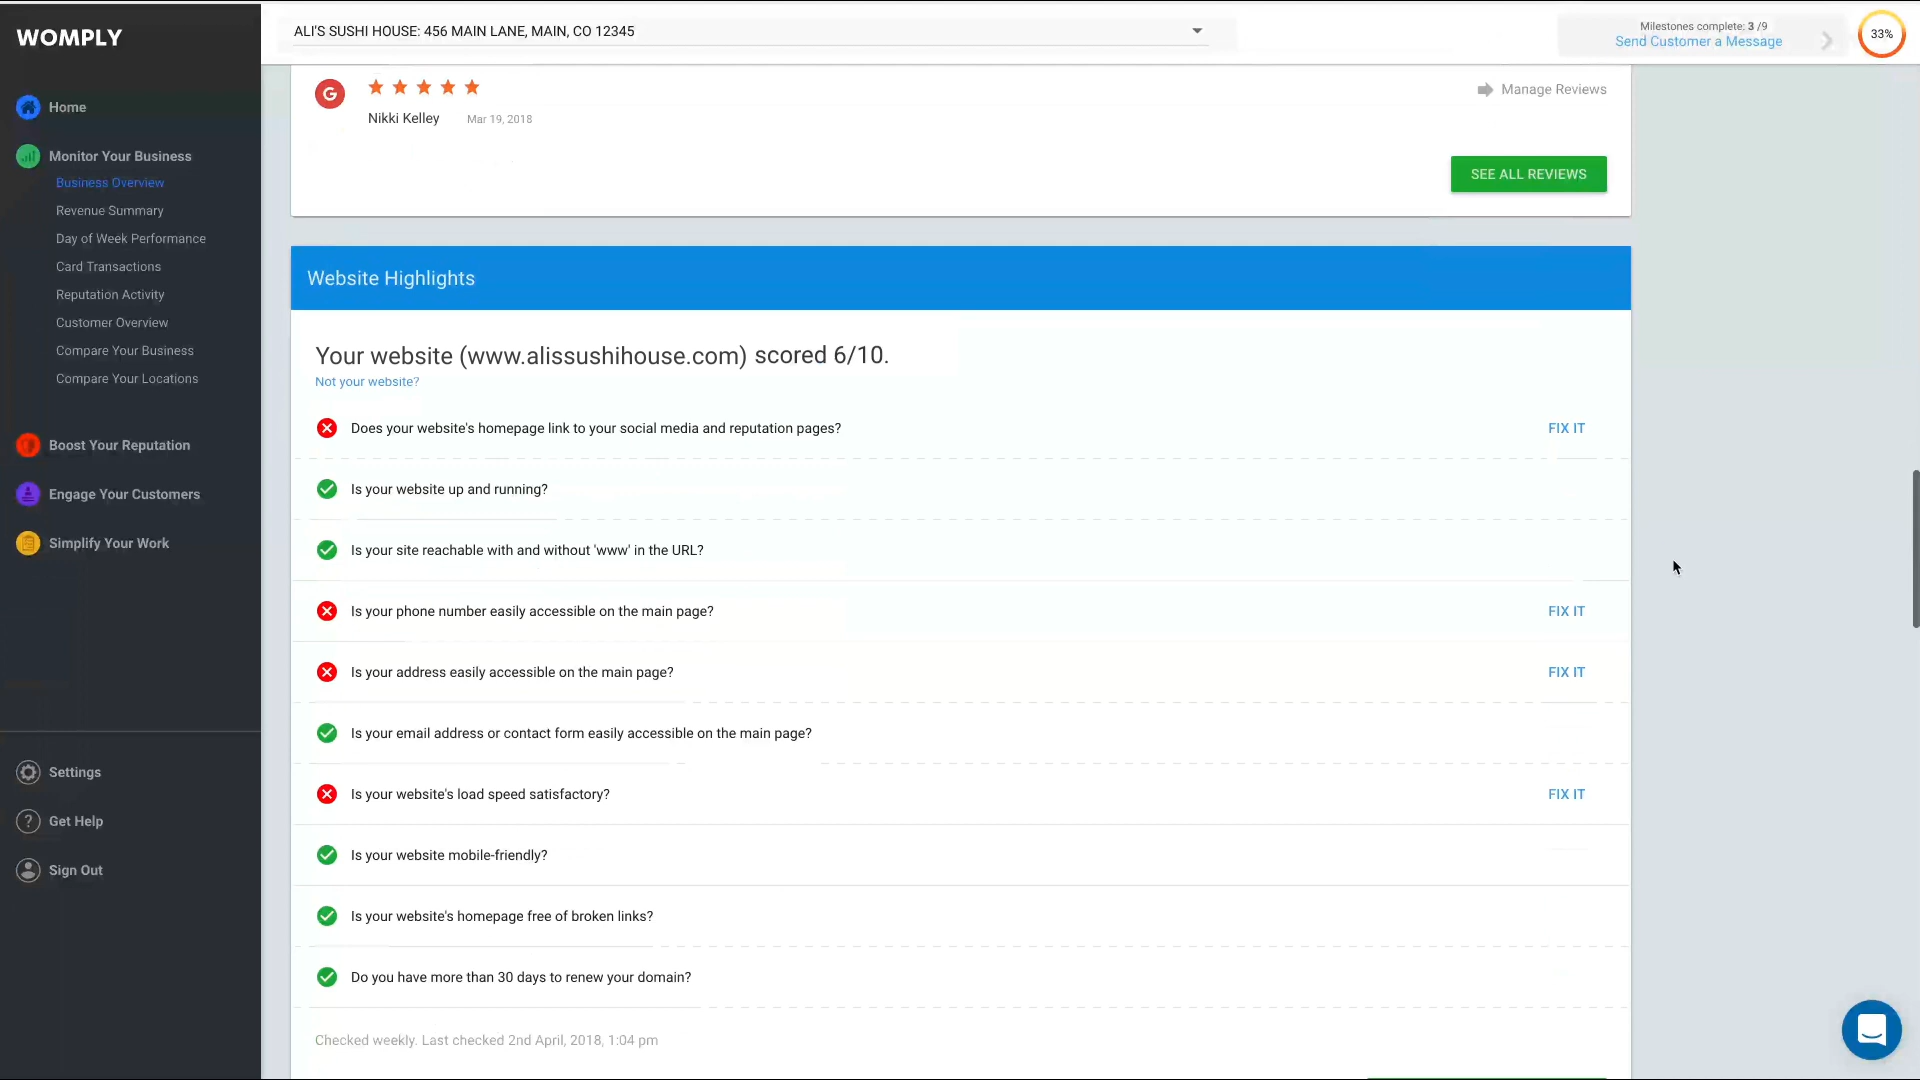 WOMPLY
ALI'S SUSHI HOUSE: 456 MAIN LANE, MAIN, CO 12345
Milestones complete: 3 /9
Send Customer a Message
33%
Home
Monitor Your Business
Business Overview
Revenue Summary
Day of Week Performance
Card Transactions
Reputation Activity
Customer Overview
Compare Your Business
Compare Your Locations
Boost Your Reputation
Engage Your Customers
Simplify Your Work
Settings
? Get Help
Sign Out
G
Nikki Kelley Mar 19, 2018
Manage Reviews
SEE ALL REVIEWS
Website Highlights
Your website (www.alissushihouse.com) scored 6/10.
Not your website?
Does your website's homepage link to your social media and reputation pages? FIX IT
Is your website up and running?
Is your site reachable with and without 'www' in the URL?
Is your phone number easily accessible on the main page? FIX IT
Is your address easily accessible on the main page? FIX IT
Is your email address or contact form easily accessible on the main page?
Is your website's load speed satisfactory? FIX IT
Is your website mobile-friendly?
Is your website's homepage free of broken links?
Do you have more than 30 days to renew your domain?
Checked weekly. Last checked 2nd April, 2018, 1:04 pm